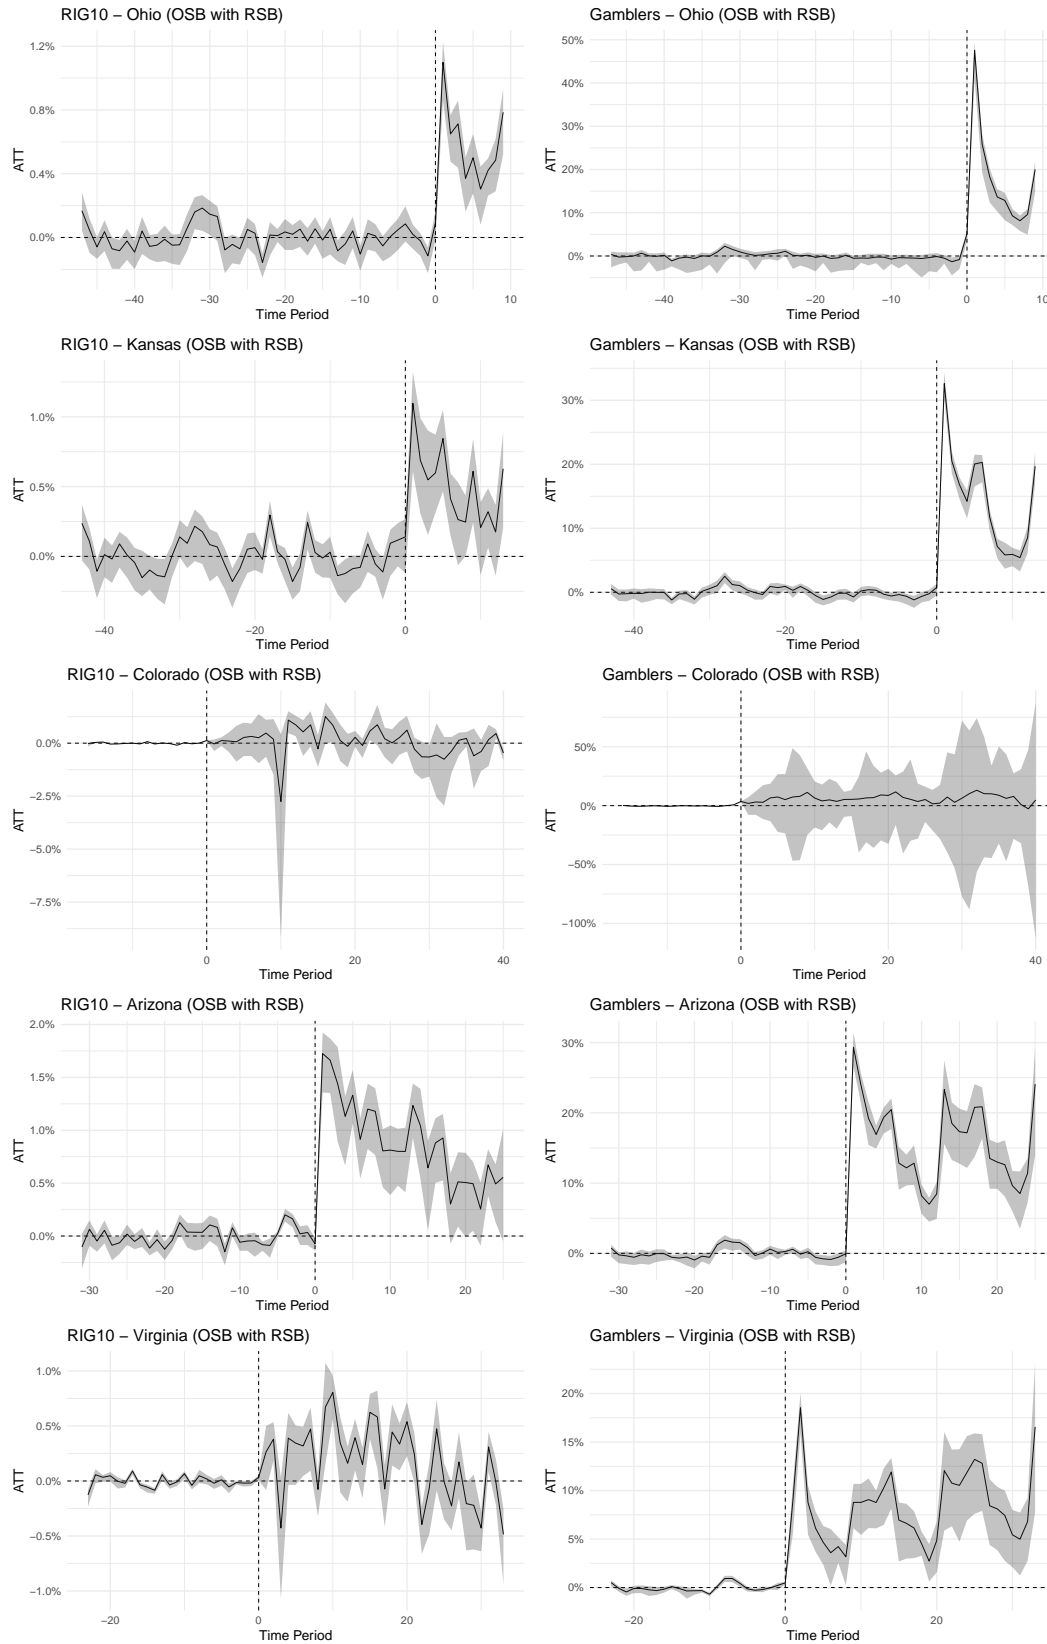 RIG10 − Ohio (OSB with RSB)
1.2%
0.8%
0.4%
0.0%
ATT
−40 −30 −20 −10 0 10
Time Period
Gamblers − Ohio (OSB with RSB)
50%
40%
30%
20%
10%
0%
ATT
−40 −30 −20 −10 0 10
Time Period
RIG10 − Kansas (OSB with RSB)
1.0%
0.5%
0.0%
ATT
−40 −20 0
Time Period
Gamblers − Kansas (OSB with RSB)
30%
20%
10%
0%
ATT
−40 −20 0
Time Period
RIG10 − Colorado (OSB with RSB)
0.0%
−2.5%
−5.0%
−7.5%
ATT
0 20 40
Time Period
Gamblers − Colorado (OSB with RSB)
50%
0%
−50%
−100%
ATT
0 20 40
Time Period
RIG10 − Arizona (OSB with RSB)
2.0%
1.5%
1.0%
0.5%
0.0%
ATT
−30 −20 −10 0 10 20
Time Period
Gamblers − Arizona (OSB with RSB)
30%
20%
10%
0%
ATT
−30 −20 −10 0 10 20
Time Period
RIG10 − Virginia (OSB with RSB)
1.0%
0.5%
0.0%
−0.5%
−1.0%
ATT
−20 0 20
Time Period
Gamblers − Virginia (OSB with RSB)
20%
15%
10%
5%
0%
ATT
−20 0 20
Time Period